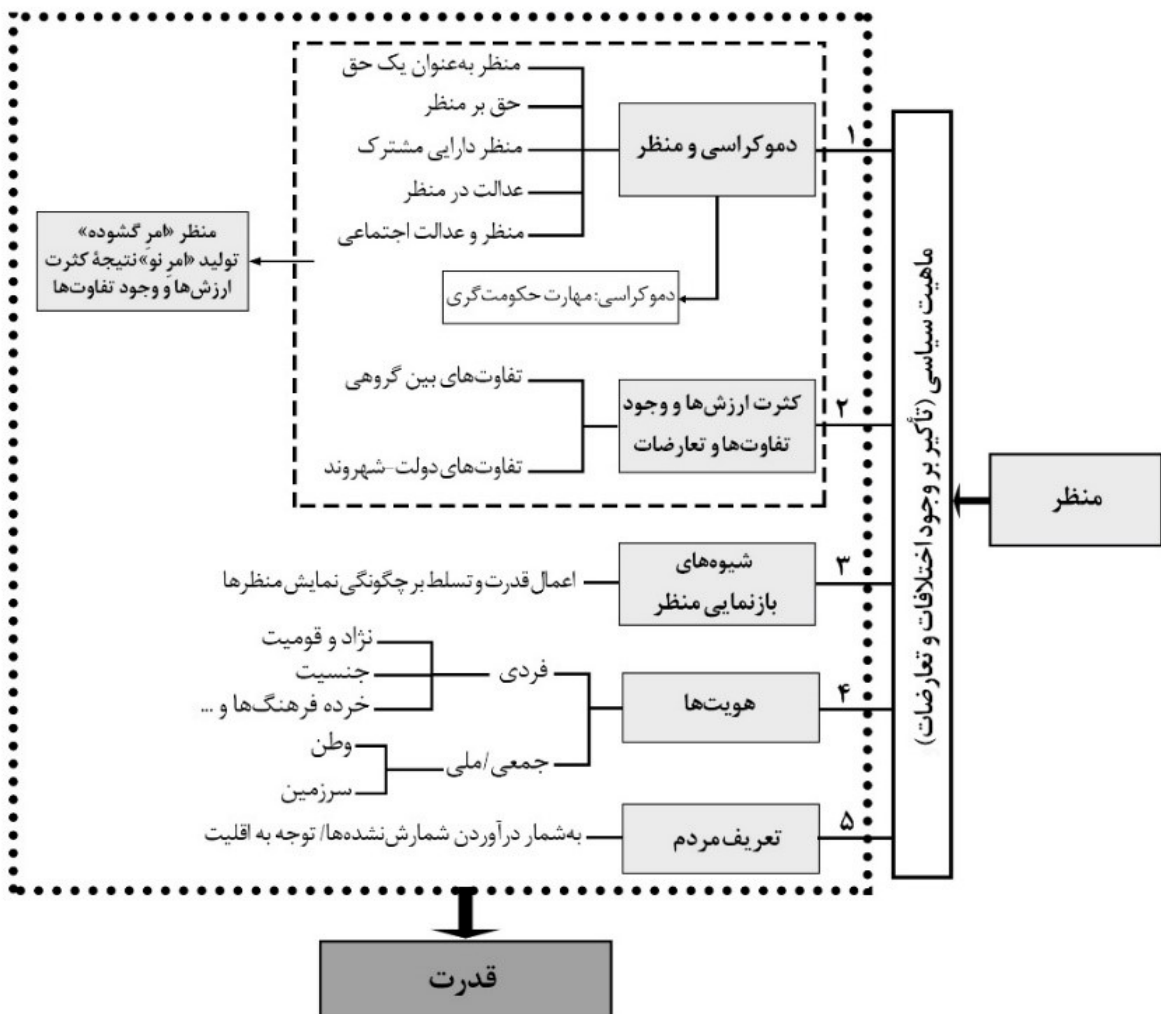 منظر
ماهیت سیاسی (تأکیر بر وجود اختلافات و تعارضات)
۱
دموکراسی و منظر
منظر به‌عنوان یک حق
حق بر منظر
منظر دارایی مشترک
عدالت در منظر
منظر و عدالت اجتماعی
دموکراسی: مهارت حکومت‌گری
منظر «امرِ گشوده»
تولید «امرِ نو» نتیجهٔ کثرت
ارزش‌ها و وجود تفاوت‌ها
۲
کثرت ارزش‌ها و وجود
تفاوت‌ها و تعارضات
تفاوت‌های بین گروهی
تفاوت‌های دولت-شهروند
۳
شیوه‌های
بازنمایی منظر
اعمال قدرت و تسلط بر چگونگی نمایش منظرها
۴
هویت‌ها
فردی
نژاد و قومیت
جنسیت
خرده فرهنگ‌ها و ...
جمعی/ملی
وطن
سرزمین
۵
تعریف مردم
به‌شمار درآوردن شمارش‌نشده‌ها/ توجه به اقلیت
قدرت